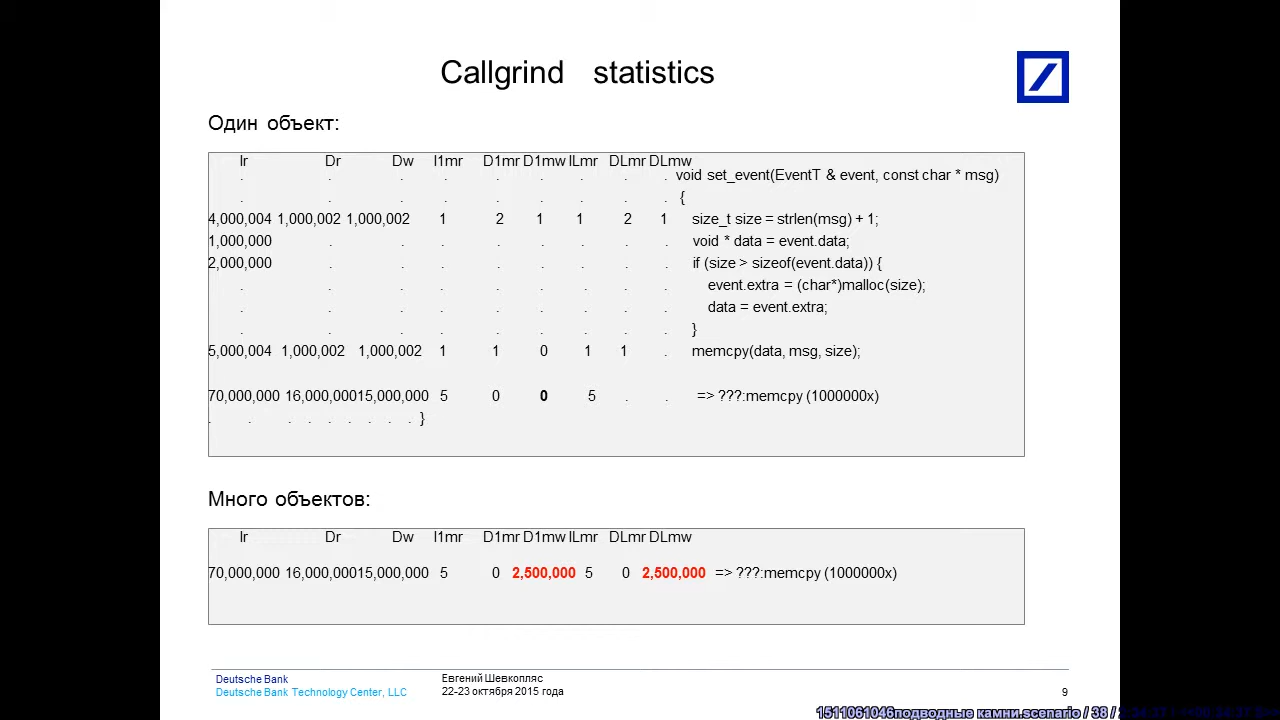 Callgrind statistics
Один объект:
Ir Dr Dw I1mr D1mr D1mw ILmr DLmr DLmw
. . . . . . . . . void set_event(EventT & event, const char * msg)
. . . . . . . . . {
4,000,004 1,000,002 1,000,002 1 2 1 1 2 1 size_t size = strlen(msg) + 1;
1,000,000 . . . . . . . . void * data = event.data;
2,000,000 . . . . . . . . if (size > sizeof(event.data)) {
. . . . . . . . . event.extra = (char*)malloc(size);
. . . . . . . . . data = event.extra;
. . . . . . . . . }
5,000,004 1,000,002 1,000,002 1 1 0 1 1 . memcpy(data, msg, size);
70,000,000 16,000,00015,000,000 5 0 0 5 . . => ???:memcpy (1000000x)
. . . . . . . . . }
Много объектов:
Ir Dr Dw I1mr D1mr D1mw ILmr DLmr DLmw
70,000,000 16,000,00015,000,000 5 0 2,500,000 5 0 2,500,000 => ???:memcpy (1000000x)
Deutsche Bank
Deutsche Bank Technology Center, LLC
Евгений Шевкопляс
22-23 октября 2015 года
9
1511061046подводные камни.scenario / 38 /